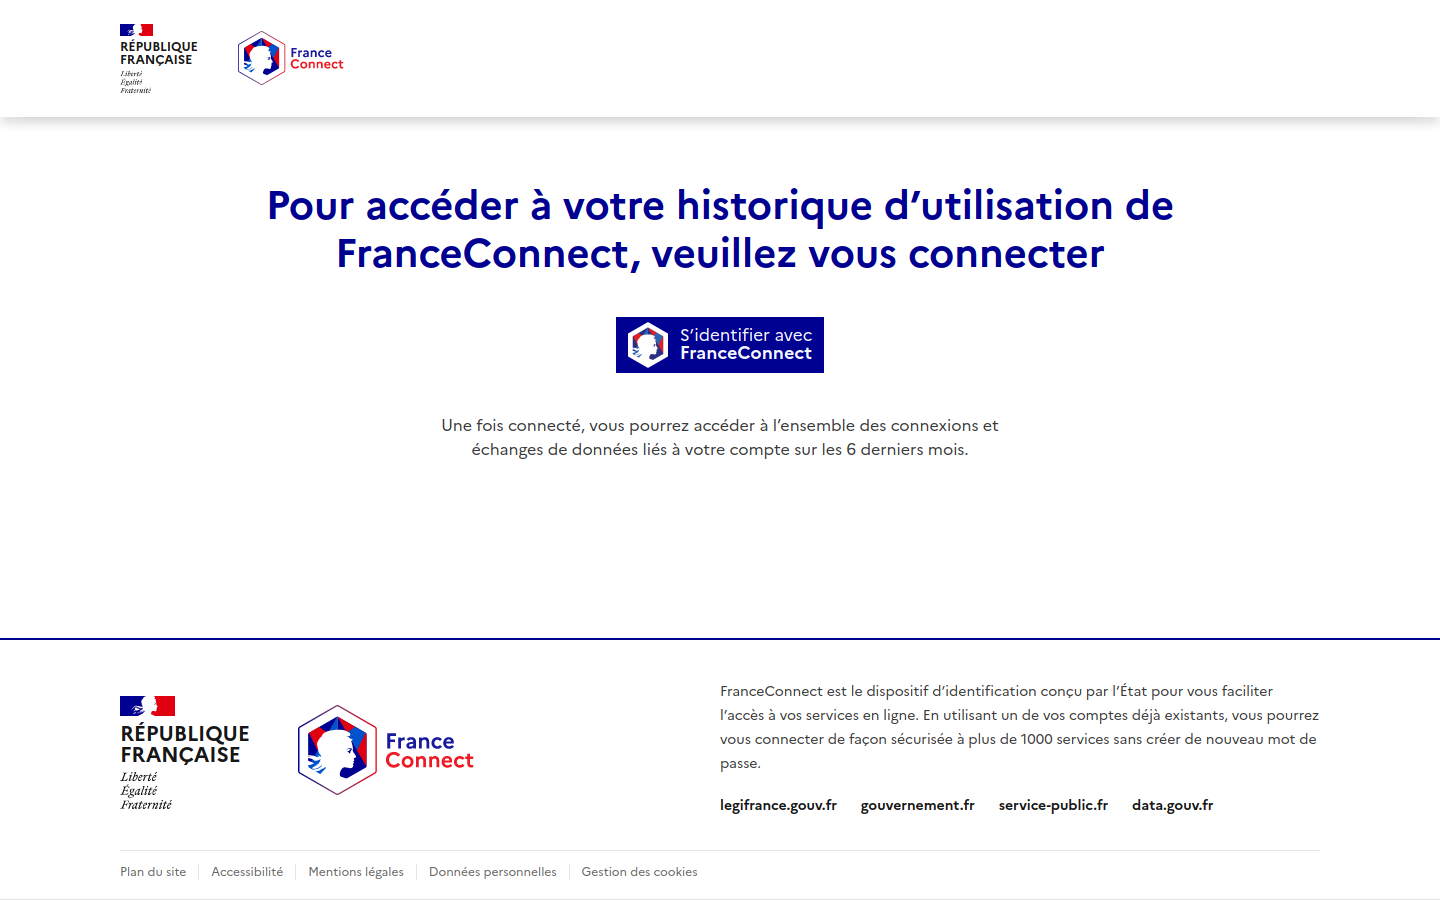 RÉPUBLIQUE
FRANÇAISE
Liberté
Égalité
Fraternité
France
Connect
Pour accéder à votre historique d’utilisation de
FranceConnect, veuillez vous connecter
S’identifier avec
FranceConnect
Une fois connecté, vous pourrez accéder à l’ensemble des connexions et
échanges de données liés à votre compte sur les 6 derniers mois.
RÉPUBLIQUE
FRANÇAISE
Liberté
Égalité
Fraternité
France
Connect
FranceConnect est le dispositif d’identification conçu par l’État pour vous faciliter
l’accès à vos services en ligne. En utilisant un de vos comptes déjà existants, vous pourrez
vous connecter de façon sécurisée à plus de 1000 services sans créer de nouveau mot de
passe.
legifrance.gouv.fr gouvernement.fr service-public.fr data.gouv.fr
Plan du site Accessibilité Mentions légales Données personnelles Gestion des cookies